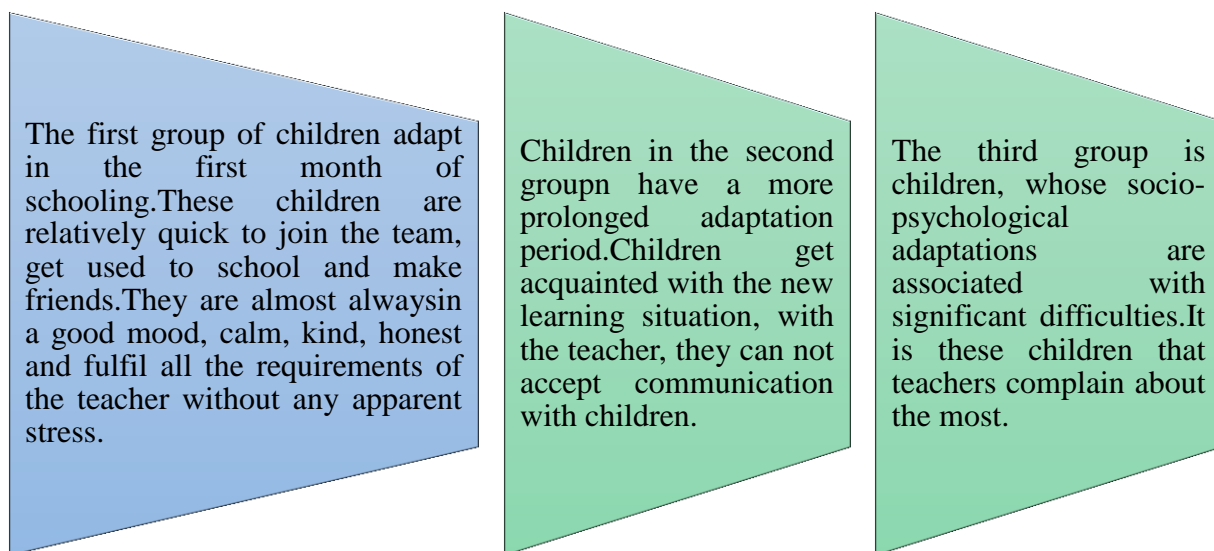 The first group of children adapt
in the first month of
schooling.These children are
relatively quick to join the team,
get used to school and make
friends.They are almost alwaysin
a good mood, calm, kind, honest
and fulfil all the requirements of
the teacher without any apparent
stress.
Children in the second
groupn have a more
prolonged adaptation
period.Children get
acquainted with the new
learning situation, with
the teacher, they can not
accept communication
with children.
The third group is
children, whose socio-
psychological
adaptations are
associated with
significant difficulties.It
is these children that
teachers complain about
the most.